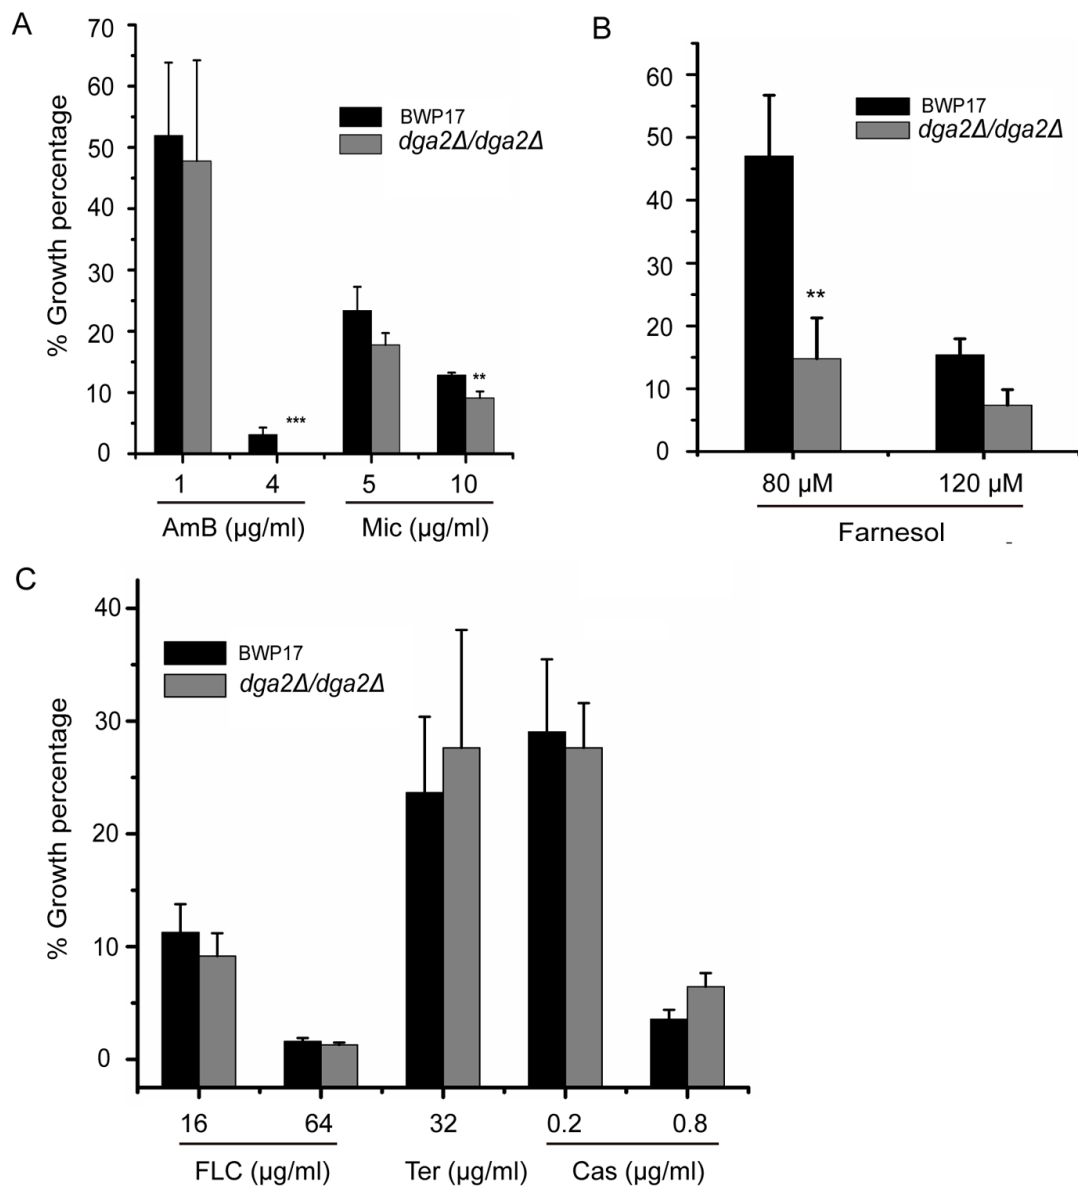 A
70
60
50
40
30
20
10
0
% Growth percentage
BWP17
dga2Δ/dga2Δ
***
**
1 4 5 10
AmB (µg/ml) Mic (µg/ml)
B
60
50
40
30
20
10
0
% Growth percentage
BWP17
dga2Δ/dga2Δ
**
80 µM 120 µM
Farnesol
C
40
30
20
10
0
% Growth percentage
BWP17
dga2Δ/dga2Δ
16 64 32 0.2 0.8
FLC (µg/ml) Ter (µg/ml) Cas (µg/ml)